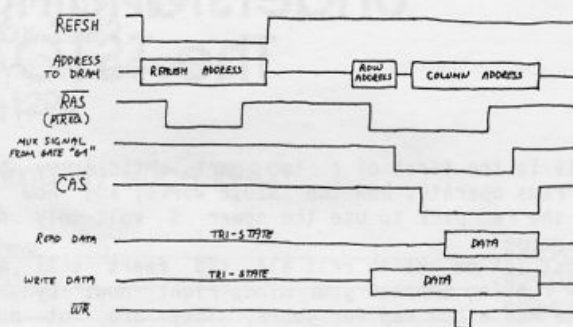 REFSH
ADDRESS
TO DRAM
REFRESH ADDRESS
ROW
ADDRESS
COLUMN ADDRESS
RAS
(MREQ)
MUX SIGNAL
FROM GATE "G1"
CAS
READ DATA
TRI-STATE
DATA
WRITE DATA
TRI-STATE
DATA
WR